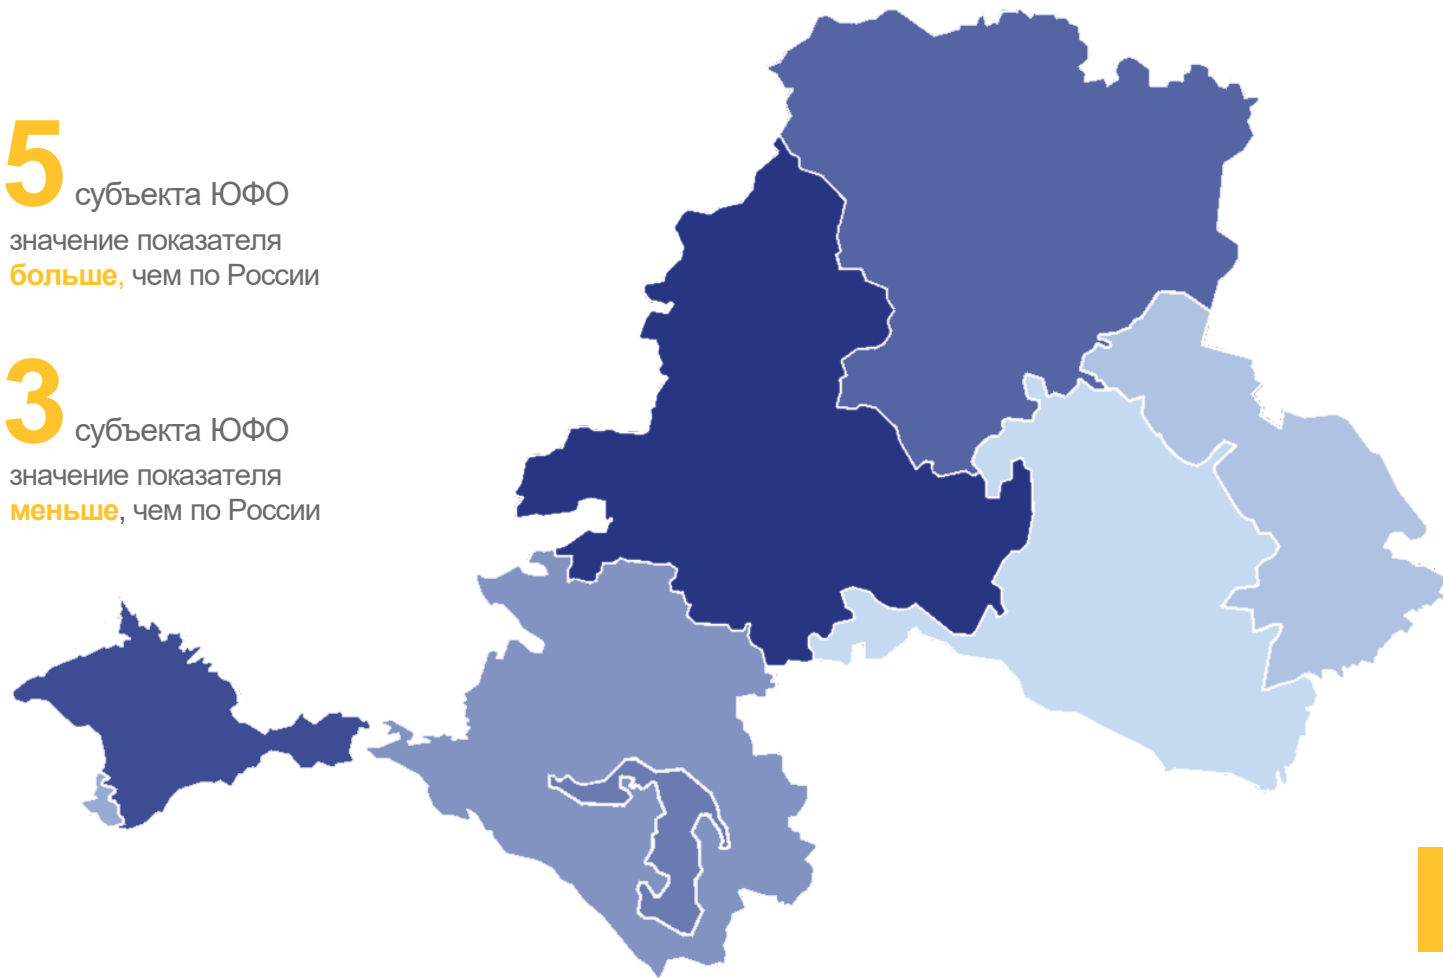 5 субъекта ЮФО
значение показателя
больше, чем по России
3 субъекта ЮФО
значение показателя
меньше, чем по России